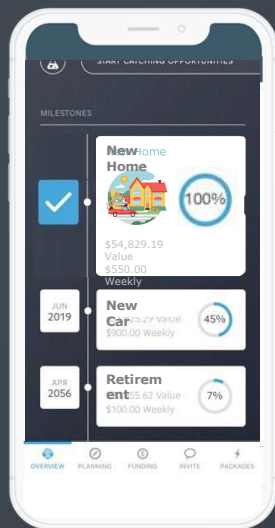 START CATCHING OPPORTUNITIES
MILESTONES
New Home
Home
100%
$54,829.19
Value
$550.00
Weekly
JUN
2019
New
Car
Value
$900.00 Weekly
45%
APR
2056
Retirem
ent
55.62 Value
$100.00 Weekly
7%
OVERVIEW PLANNING FUNDING INVITE PACKAGES